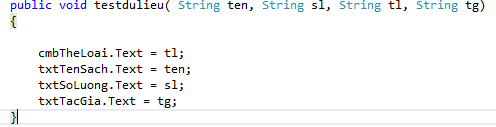 public void testdulieu( String ten, String sl, String tl, String tg)
{
cmbTheLoai.Text = tl;
txtTenSach.Text = ten;
txtSoLuong.Text = sl;
txtTacGia.Text = tg;
}